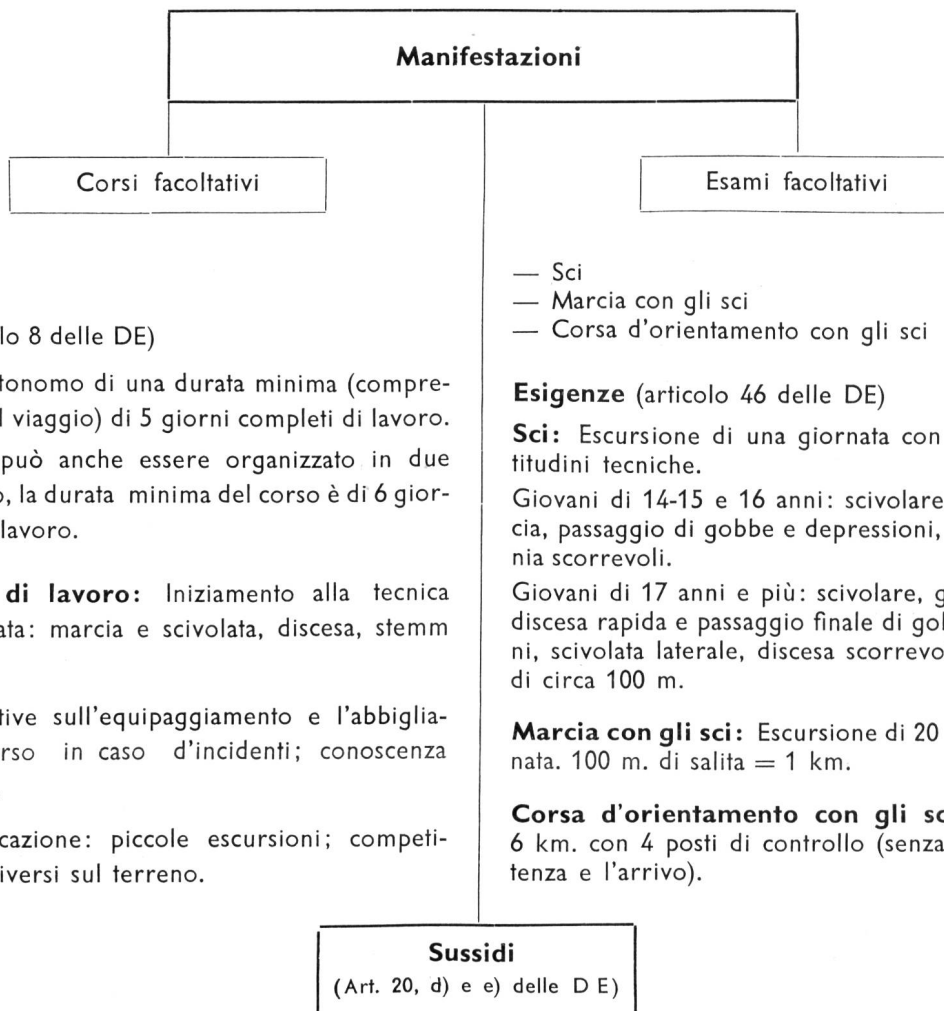 Manifestazioni
Corsi facoltativi
lo 8 delle DE)
tonomo di una durata minima (compre-
l viaggio) di 5 giorni completi di lavoro.
può anche essere organizzato in due
o, la durata minima del corso è di 6 gior-
lavoro.
di lavoro: Iniziamento alla tecnica
ata: marcia e scivolata, discesa, stemm
tive sull'equipaggiamento e l'abbiglia-
rso in caso d'incidenti; conoscenza
cazione: piccole escursioni; competi-
iversi sul terreno.
Esami facoltativi
— Sci
— Marcia con gli sci
— Corsa d'orientamento con gli sci
Esigenze (articolo 46 delle DE)
Sci: Escursione di una giornata con
titudini tecniche.
Giovani di 14-15 e 16 anni: scivolare
cia, passaggio di gobbe e depressioni,
nia scorrevoli.
Giovani di 17 anni e più: scivolare, g
discesa rapida e passaggio finale di gol
ni, scivolata laterale, discesa scorrevo
di circa 100 m.
Marcia con gli sci: Escursione di 20
nata. 100 m. di salita = 1 km.
Corsa d'orientamento con gli sc
6 km. con 4 posti di controllo (senza
tenza e l'arrivo).
Sussidi
(Art. 20, d) e e) delle D E)